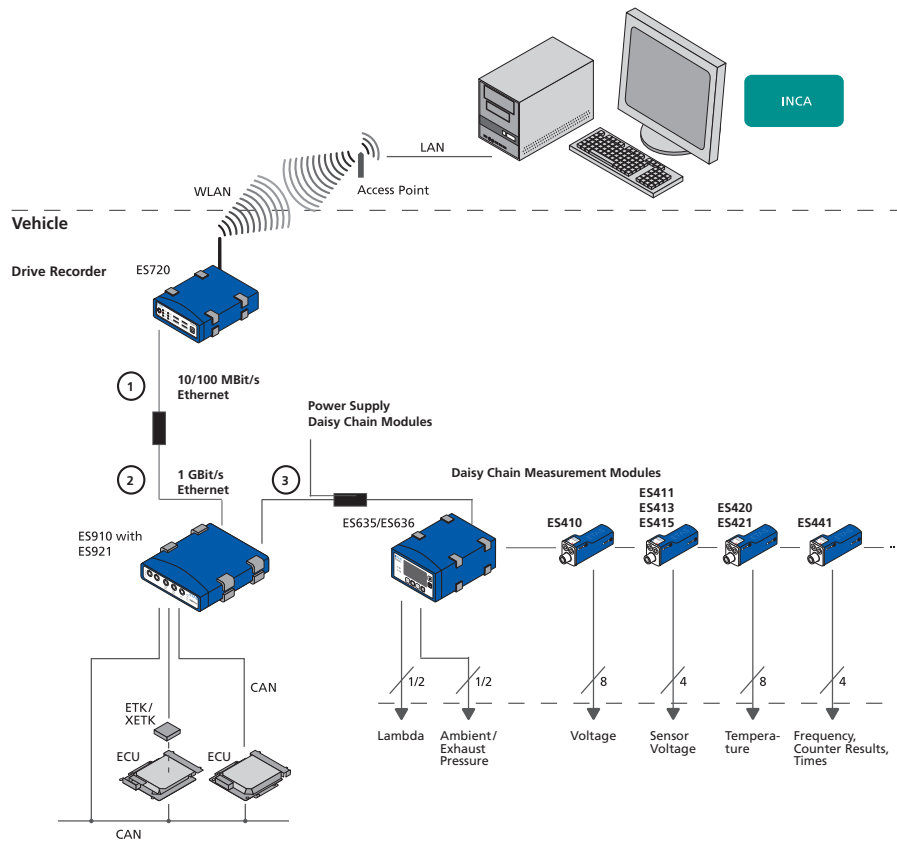 INCA
LAN
WLAN
Access Point
Vehicle
Drive Recorder
ES720
1
10/100 MBit/s
Ethernet
Power Supply
Daisy Chain Modules
2
1 GBit/s
Ethernet
3
Daisy Chain Measurement Modules
ES910 with
ES921
ES635/ES636
ES410
ES411
ES413
ES415
ES420
ES421
ES441
..
1/2
1/2
8
4
8
4
CAN
ETK/
XETK
ECU
ECU
CAN
Lambda
Ambient/
Exhaust
Pressure
Voltage
Sensor
Voltage
Tempera-
ture
Frequency,
Counter Results,
Times